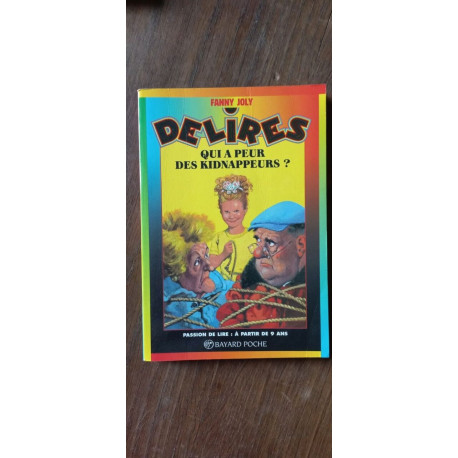 FANNY JOLY
DELIRES
QUI A PEUR
DES KIDNAPPEURS ?
PASSION DE LIRE : À PARTIR DE 9 ANS
BAYARD POCHE